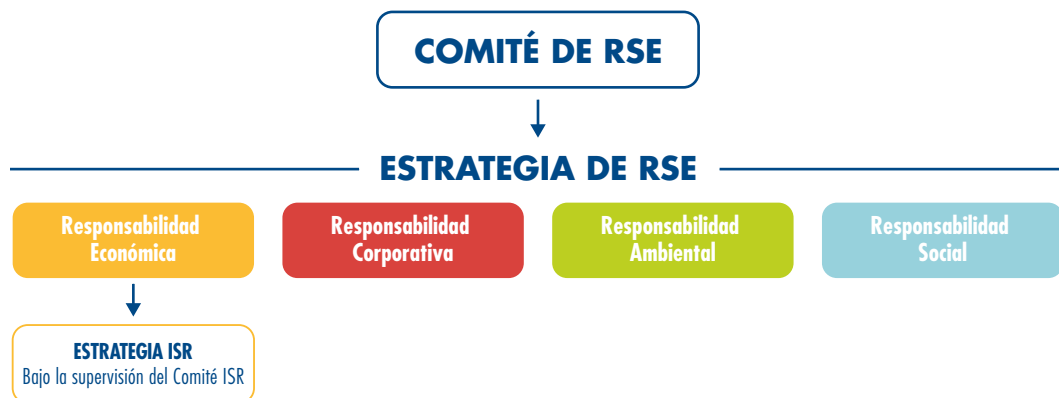 COMITÉ DE RSE
ESTRATEGIA DE RSE
Responsabilidad
Económica
Responsabilidad
Corporativa
Responsabilidad
Ambiental
Responsabilidad
Social
ESTRATEGIA ISR
Bajo la supervisión del Comité ISR